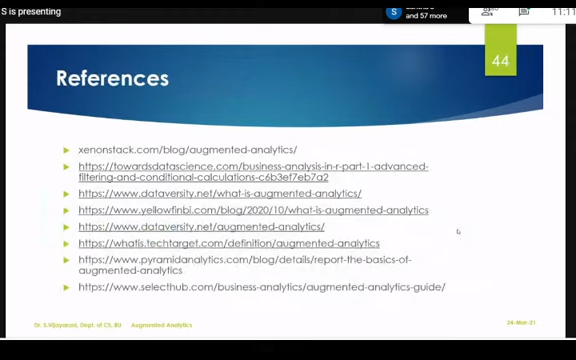 S is presenting
S
and 57 more
11:11
44
References
xenonstack.com/blog/augmented-analytics/
https://towardsdatascience.com/business-analysis-in-r-part-1-advanced-
filtering-and-conditional-calculations-c6b3ef7eb7a2
https://www.dataversity.net/what-is-augmented-analytics/
https://www.yellowfinbi.com/blog/2020/10/what-is-augmented-analytics
https://www.dataversity.net/augmented-analytics/
https://whatis.techtarget.com/definition/augmented-analytics
https://www.pyramidanalytics.com/blog/details/report-the-basics-of-
augmented-analytics
https://www.selecthub.com/business-analytics/augmented-analytics-guide/
Dr. S.Vijayarani, Dept. of CS, BU Augmented Analytics
24-Mar-21